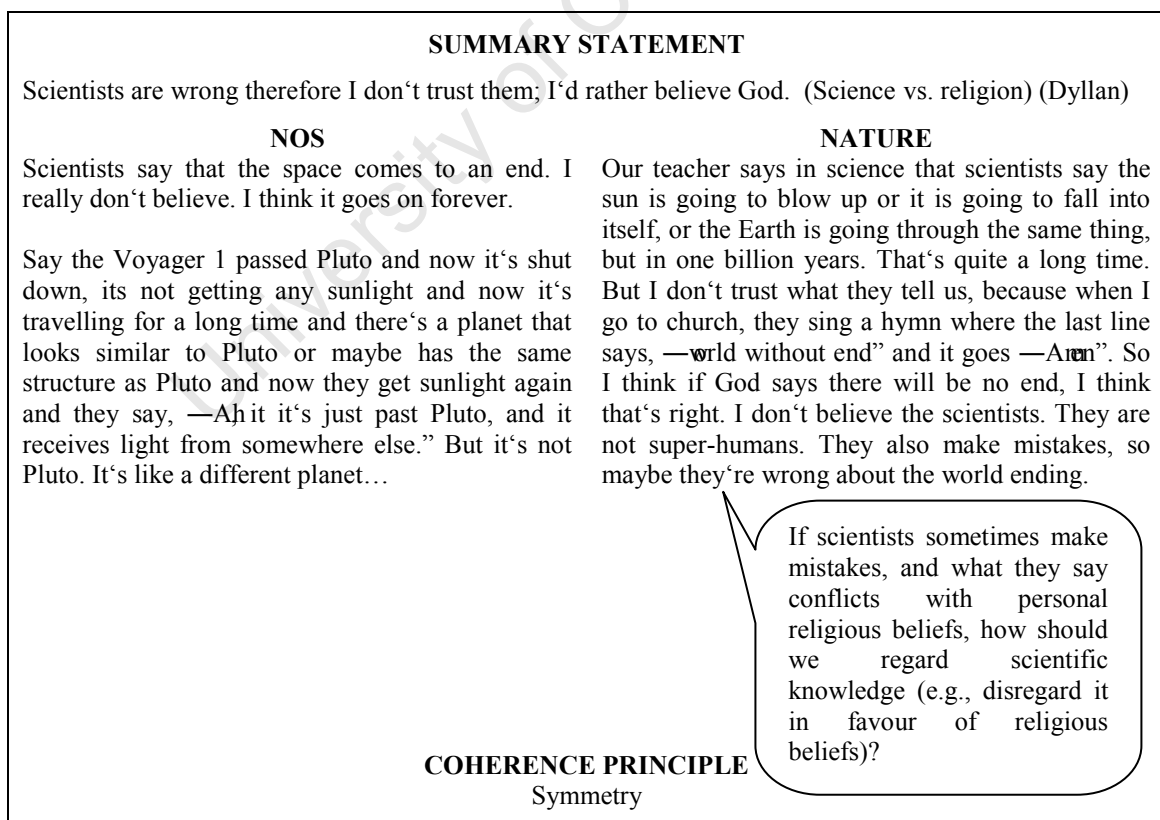 SUMMARY STATEMENT
Scientists are wrong therefore I don‘t trust them; I‘d rather believe God. (Science vs. religion) (Dyllan)
NOS
Scientists say that the space comes to an end. I
really don‘t believe. I think it goes on forever.
Say the Voyager 1 passed Pluto and now it‘s shut
down, its not getting any sunlight and now it‘s
travelling for a long time and there‘s a planet that
looks similar to Pluto or maybe has the same
structure as Pluto and now they get sunlight again
and they say, ―Ah it it‘s just past Pluto, and it
receives light from somewhere else.” But it‘s not
Pluto. It‘s like a different planet…
NATURE
Our teacher says in science that scientists say the
sun is going to blow up or it is going to fall into
itself, or the Earth is going through the same thing,
but in one billion years. That‘s quite a long time.
But I don‘t trust what they tell us, because when I
go to church, they sing a hymn where the last line
says, ―world without end” and it goes ―Amen”. So
I think if God says there will be no end, I think
that‘s right. I don‘t believe the scientists. They are
not super-humans. They also make mistakes, so
maybe they‘re wrong about the world ending.
If scientists sometimes make
mistakes, and what they say
conflicts with personal
religious beliefs, how should
we regard scientific
knowledge (e.g., disregard it
in favour of religious
beliefs)?
COHERENCE PRINCIPLE
Symmetry
University of C